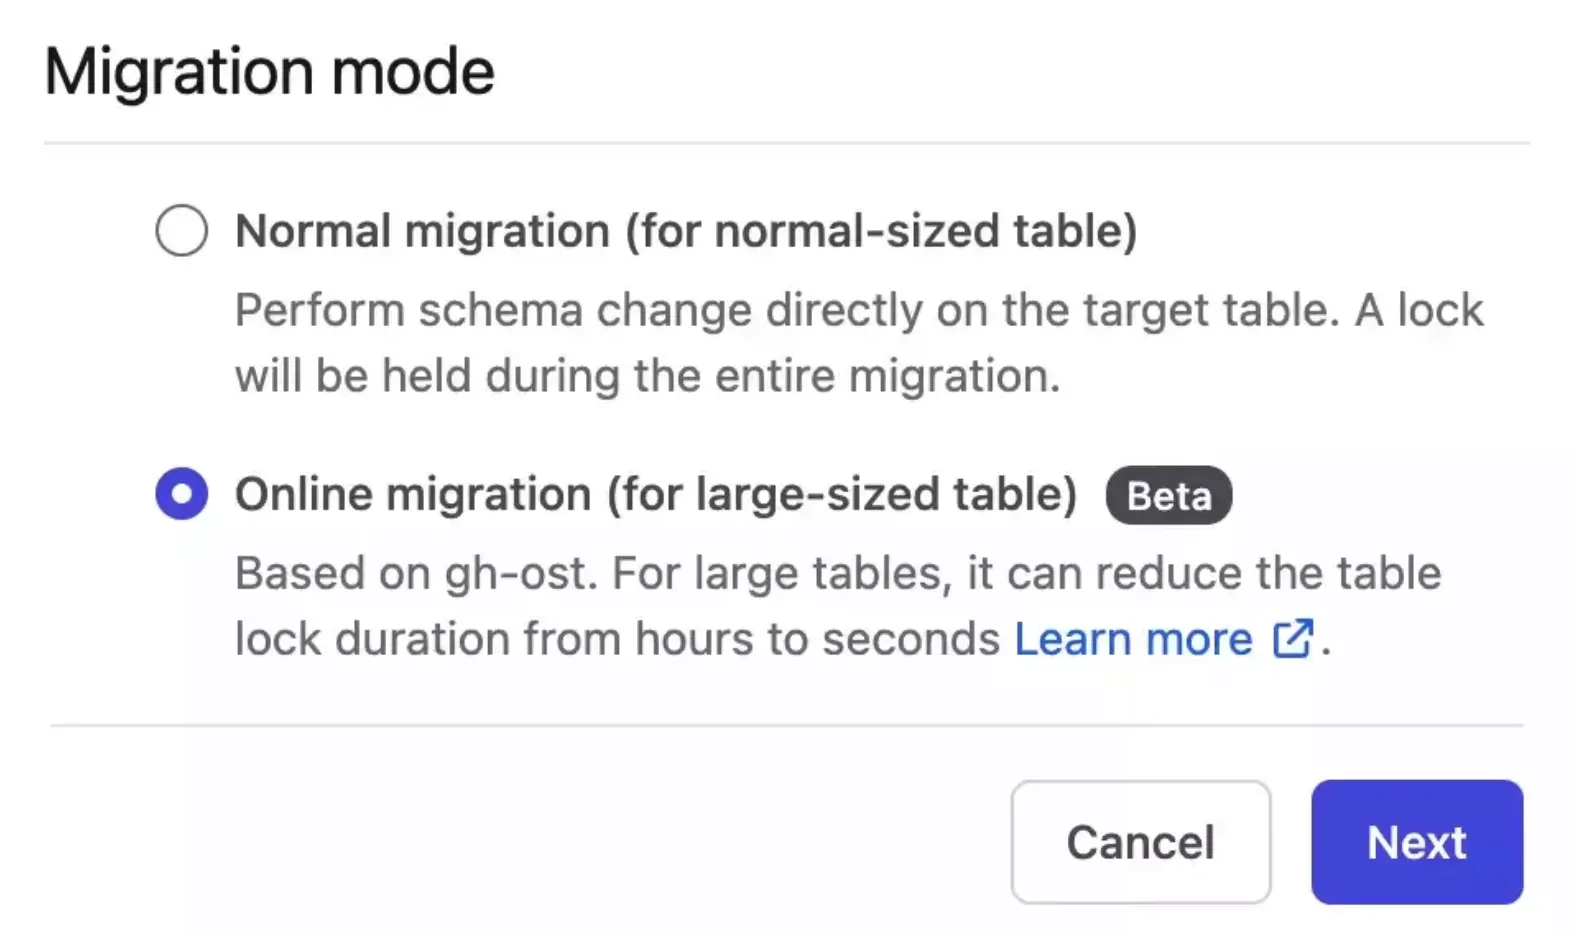 Migration mode
Normal migration (for normal-sized table)
Perform schema change directly on the target table. A lock
will be held during the entire migration.
Online migration (for large-sized table) Beta
Based on gh-ost. For large tables, it can reduce the table
lock duration from hours to seconds Learn more .
Cancel Next